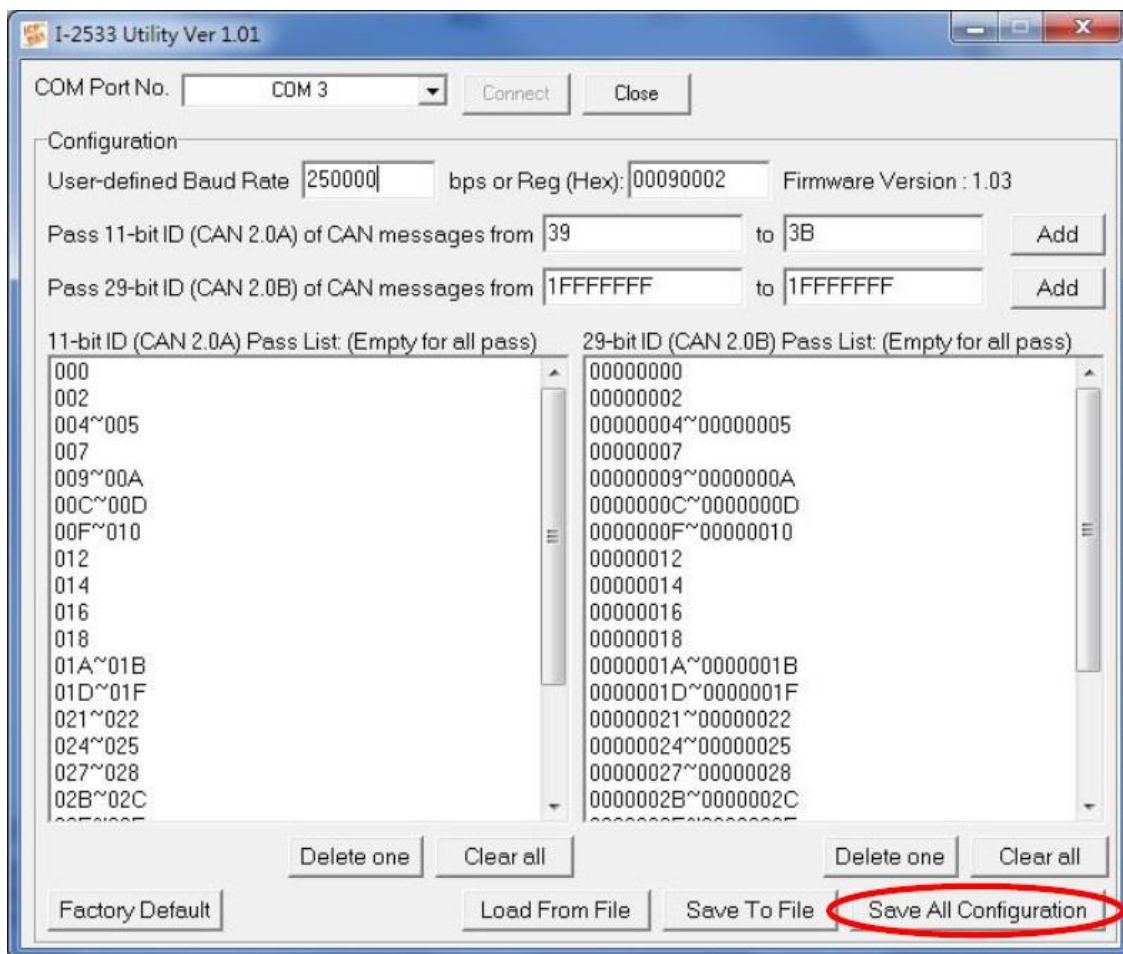 I-2533 Utility Ver 1.01
COM Port No. COM 3 Connect Close
Configuration
User-defined Baud Rate 250000 bps or Reg (Hex): 00090002 Firmware Version : 1.03
Pass 11-bit ID (CAN 2.0A) of CAN messages from 39 to 3B Add
Pass 29-bit ID (CAN 2.0B) of CAN messages from 1FFFFFFF to 1FFFFFFF Add
11-bit ID (CAN 2.0A) Pass List: (Empty for all pass)
000
002
004~005
007
009~00A
00C~00D
00F~010
012
014
016
018
01A~01B
01D~01F
021~022
024~025
027~028
02B~02C
29-bit ID (CAN 2.0B) Pass List: (Empty for all pass)
00000000
00000002
00000004~00000005
00000007
00000009~0000000A
0000000C~0000000D
0000000F~00000010
00000012
00000014
00000016
00000018
0000001A~0000001B
0000001D~0000001F
00000021~00000022
00000024~00000025
00000027~00000028
0000002B~0000002C
Delete one Clear all Delete one Clear all
Factory Default Load From File Save To File Save All Configuration